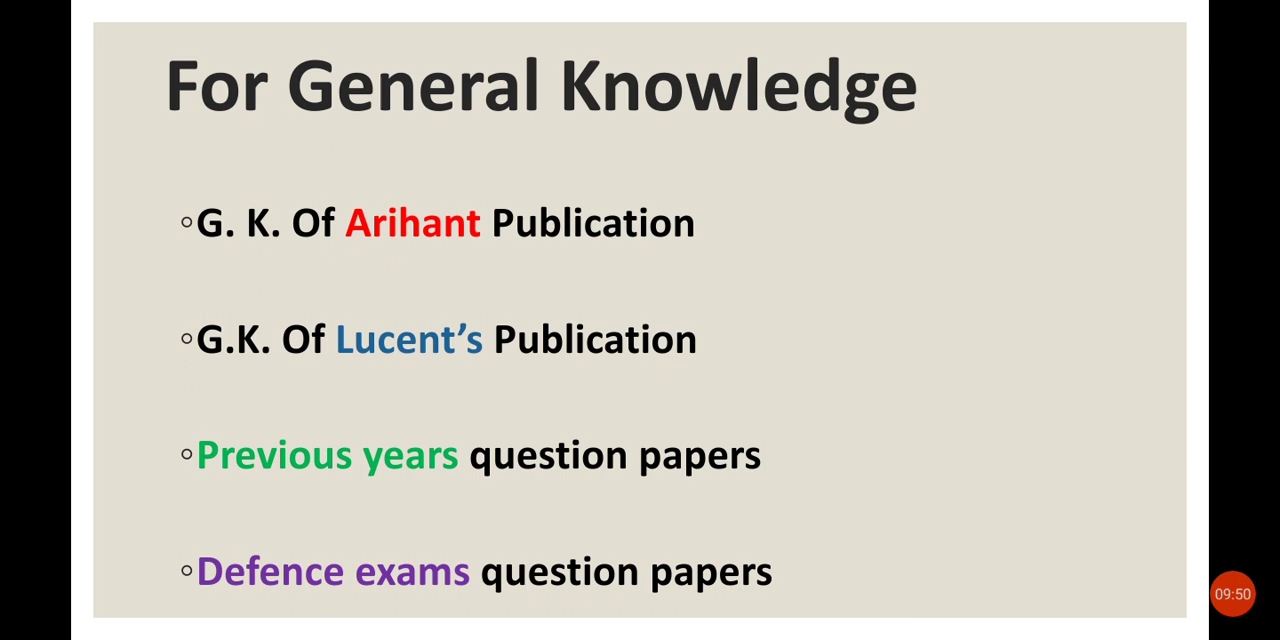 For General Knowledge
◦G. K. Of Arihant Publication
◦G.K. Of Lucent’s Publication
◦Previous years question papers
◦Defence exams question papers
09:50